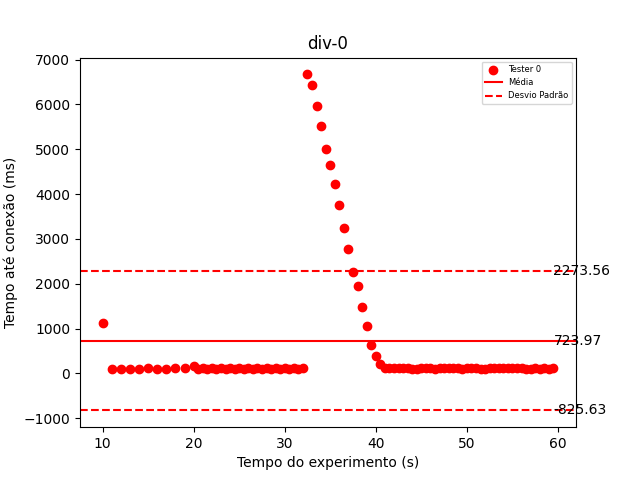 div-0
Tester 0
Média
Desvio Padrão
Tempo até conexão (ms)
7000
6000
5000
4000
3000
2000
1000
0
−1000
2273.56
723.97
825.63
10 20 30 40 50 60
Tempo do experimento (s)